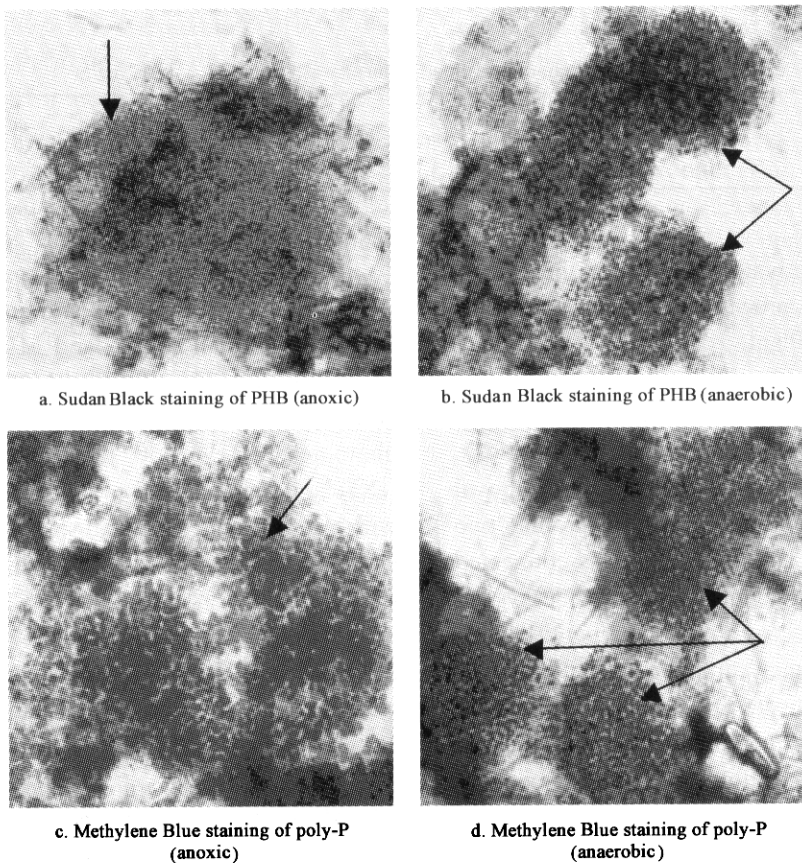 a. Sudan Black staining of PHB (anoxic)
b. Sudan Black staining of PHB (anaerobic)
c. Methylene Blue staining of poly-P
(anoxic)
d. Methylene Blue staining of poly-P
(anaerobic)